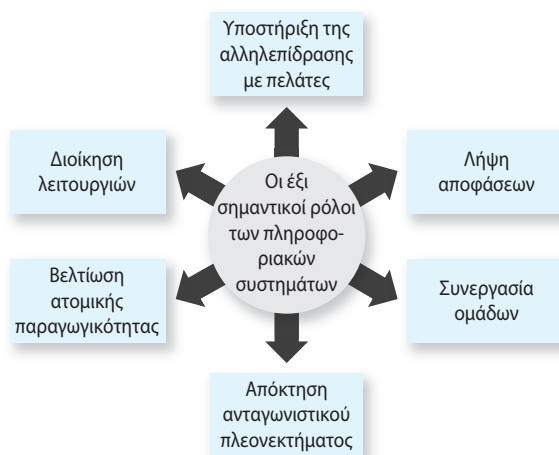 Υποστήριξη της
αλληλεπίδρασης
με πελάτες
Διοίκηση
λειτουργιών
Οι έξι
σημαντικοί ρόλοι
των πληροφο-
ριακών
συστημάτων
Λήψη
αποφάσεων
Βελτίωση
ατομικής
παραγωγικότητας
Συνεργασία
ομάδων
Απόκτηση
ανταγωνιστικού
πλεονεκτήματος